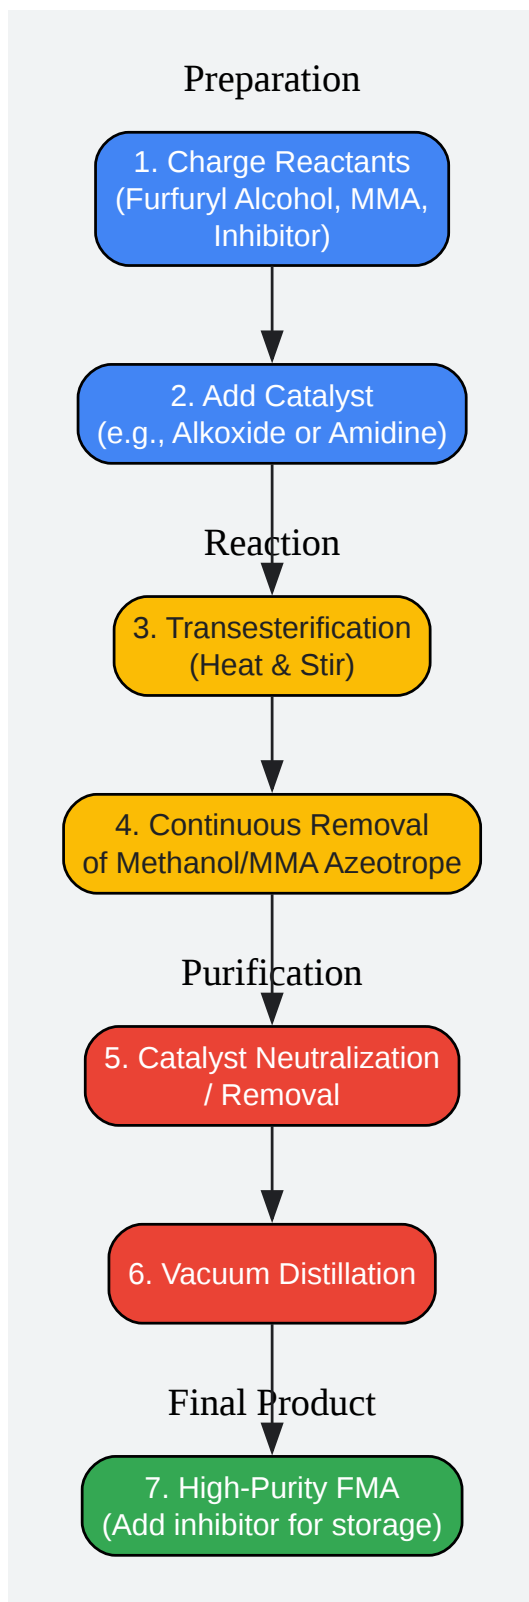 Preparation
1. Charge Reactants
(Furfuryl Alcohol, MMA,
Inhibitor)
2. Add Catalyst
(e.g., Alkoxide or Amidine)
Reaction
3. Transesterification
(Heat & Stir)
4. Continuous Removal
of Methanol/MMA Azeotrope
Purification
5. Catalyst Neutralization
/ Removal
6. Vacuum Distillation
Final Product
7. High-Purity FMA
(Add inhibitor for storage)